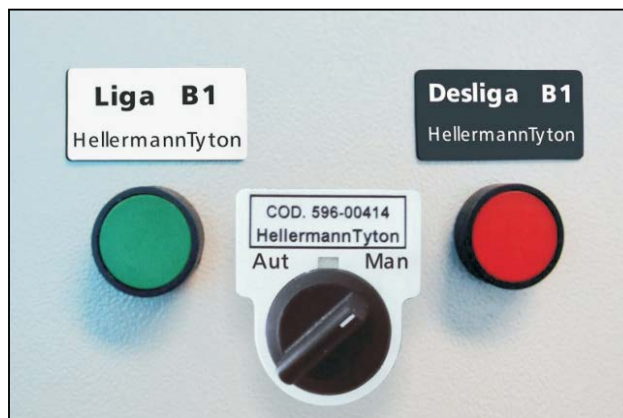 Liga B1
HellermannTyton
Desliga B1
HellermannTyton
COD. 596-00414
HellermannTyton
Aut Man